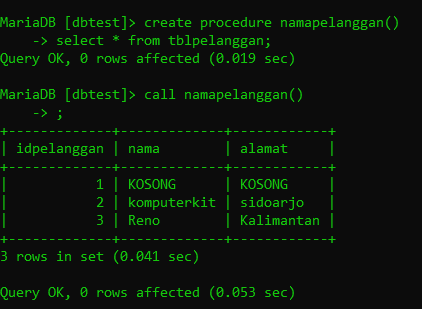 MariaDB [dbtest]> create procedure namapelanggan()
    -> select * from tblpelanggan;
Query OK, 0 rows affected (0.019 sec)

MariaDB [dbtest]> call namapelanggan()
    -> ;
+-------------+-------------+------------+
| idpelanggan | nama        | alamat     |
+-------------+-------------+------------+
|           1 | KOSONG      | KOSONG     |
|           2 | komputerkit | sidoarjo   |
|           3 | Reno        | Kalimantan |
+-------------+-------------+------------+
3 rows in set (0.041 sec)

Query OK, 0 rows affected (0.053 sec)